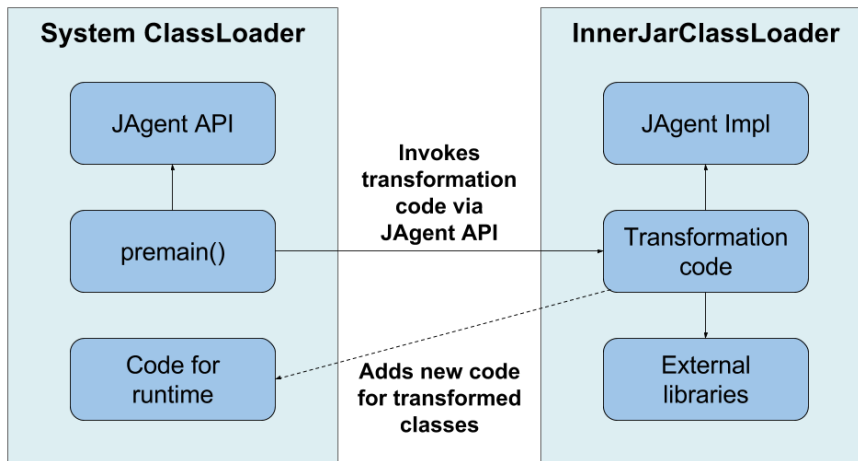 System ClassLoader
InnerJarClassLoader
JAgent API
JAgent Impl
Invokes
transformation
code via
JAgent API
premain()
Transformation
code
Code for
runtime
Adds new code
for transformed
classes
External
libraries